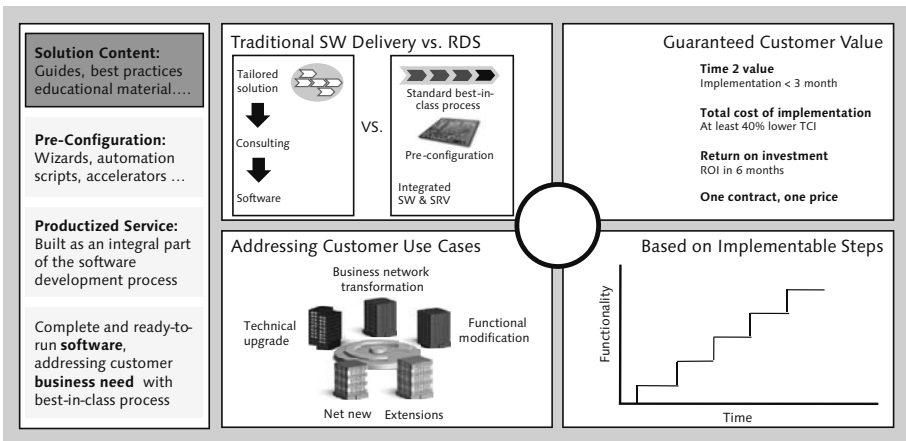 Solution Content:
Guides, best practices
educational material....
Pre-Configuration:
Wizards, automation
scripts, accelerators ...
Productized Service:
Built as an integral part
of the software
development process
Complete and ready-to-
run software,
addressing customer
business need with
best-in-class process
Traditional SW Delivery vs. RDS
Tailored
solution
Consulting
Software
VS.
Standard best-in-
class process
Pre-configuration
Integrated
SW & SRV
Guaranteed Customer Value
Time 2 value
Implementation < 3 month
Total cost of implementation
At least 40% lower TCI
Return on investment
ROI in 6 months
One contract, one price
Addressing Customer Use Cases
Business network
transformation
Technical
upgrade
Functional
modification
Net new
Extensions
Based on Implementable Steps
Functionality
Time